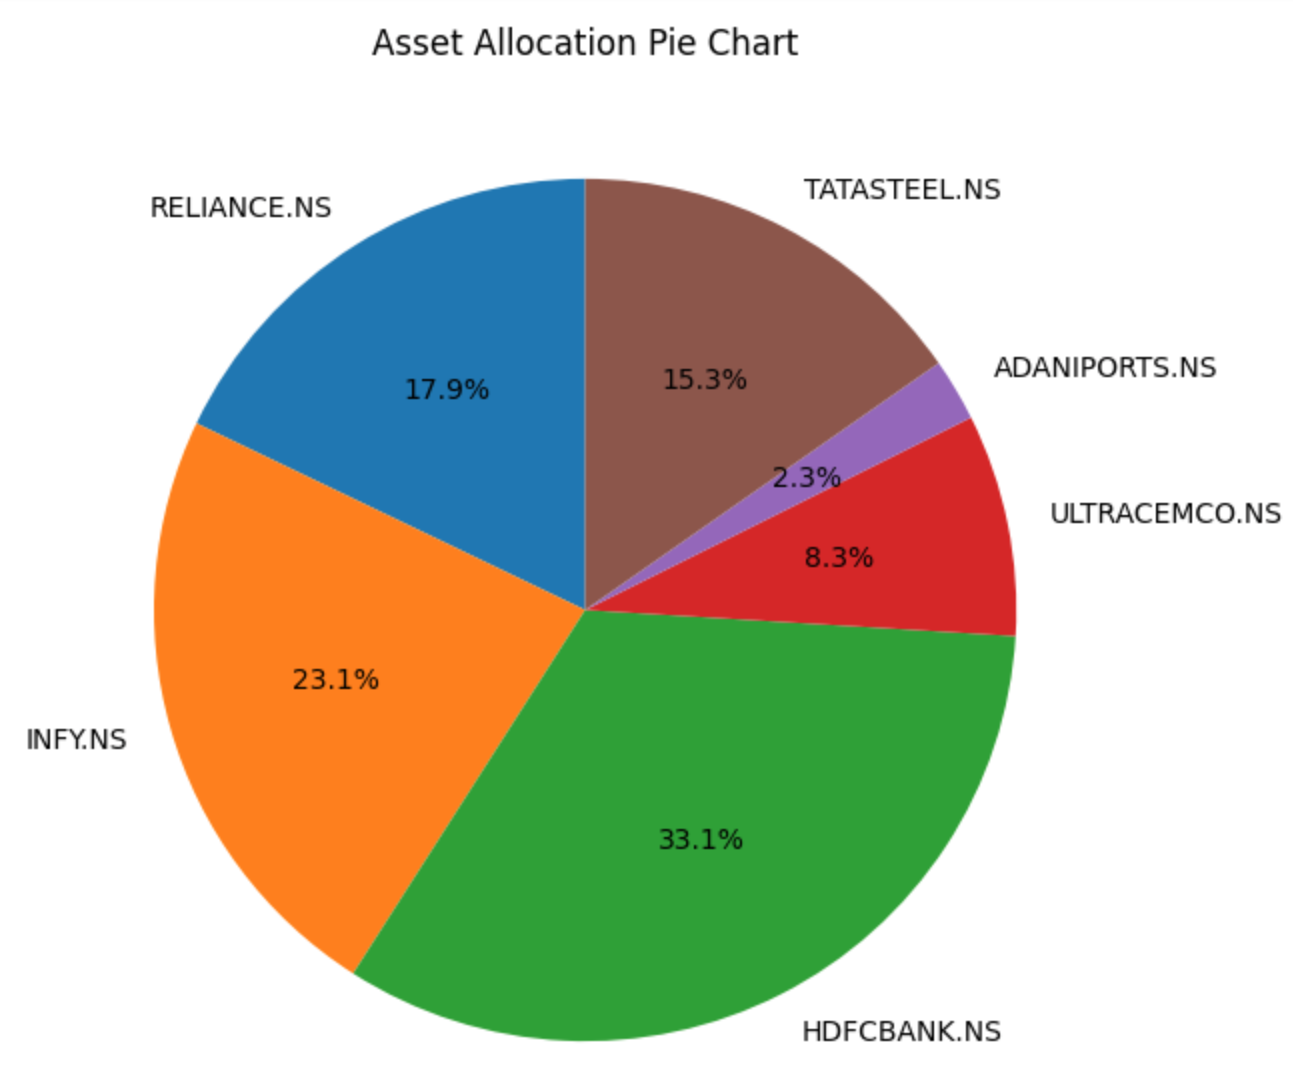 Asset Allocation Pie Chart
TATASTEEL.NS
RELIANCE.NS
ADANIPORTS.NS
15.3%
17.9%
2.3%
ULTRACEMCO.NS
8.3%
23.1%
INFY.NS
33.1%
HDFCBANK.NS